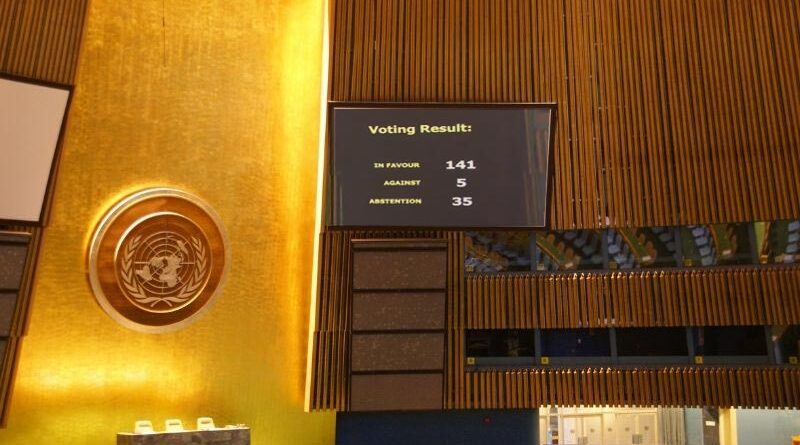 Voting Result:
IN FAVOUR 141
AGAINST 5
ABSTENTION 35